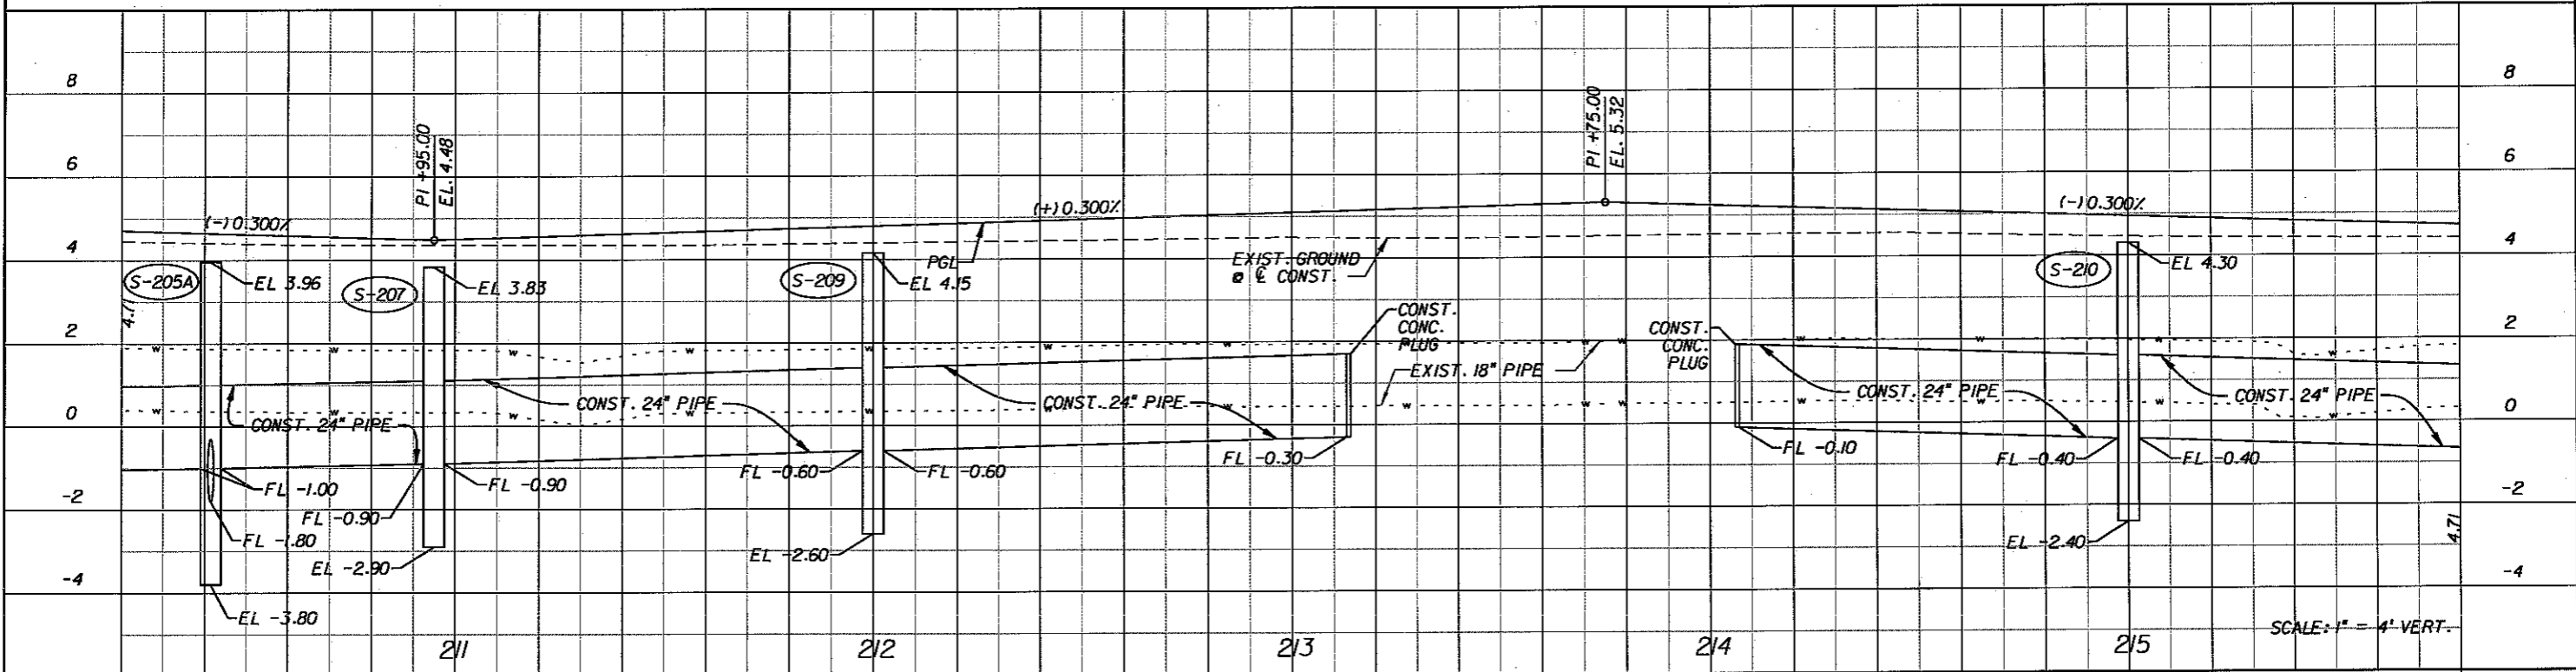 8 8
PI +95.00
EL. 4.48
PI +75.00
EL. 5.32
6 6
(-) 0.300%
(+) 0.300%
(-) 0.300%
4 4
PGL
EXIST. GROUND
@ ℄ CONST.
S-205A
EL 3.96
S-207
EL 3.83
S-209
EL 4.15
S-210
EL 4.30
4.71
2 2
CONST.
CONC.
PLUG
CONST.
CONC.
PLUG
EXIST. 18" PIPE
W W W W W W W W W W W W
0 0
CONST. 24" PIPE
CONST. 24" PIPE
CONST. 24" PIPE
CONST. 24" PIPE
CONST. 24" PIPE
FL -1.00
FL -0.90
FL -0.90
FL -1.80
FL -0.60
FL -0.60
FL -0.30
FL -0.10
FL -0.40
FL -0.40
-2 -2
EL -2.90
EL -2.60
EL -2.40
4.71
-4 -4
EL -3.80
SCALE: 1" = 4' VERT.
211 212 213 214 215